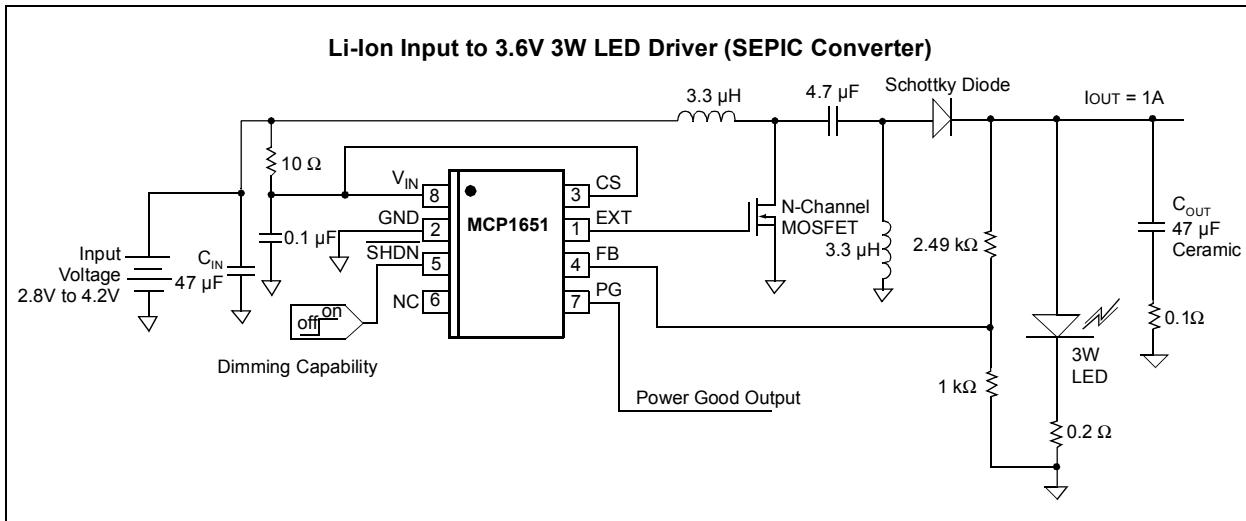 Li-Ion Input to 3.6V 3W LED Driver (SEPIC Converter)
3.3 µH
4.7 µF
Schottky Diode
IOUT = 1A
10 Ω
VIN
8
GND
2
SHDN
5
NC
6
MCP1651
3
CS
1
EXT
4
FB
7
PG
0.1 µF
CIN
47 µF
Input
Voltage
2.8V to 4.2V
off
on
Dimming Capability
N-Channel
MOSFET
3.3 µH
2.49 kΩ
COUT
47 µF
Ceramic
0.1Ω
3W
LED
1 kΩ
0.2 Ω
Power Good Output